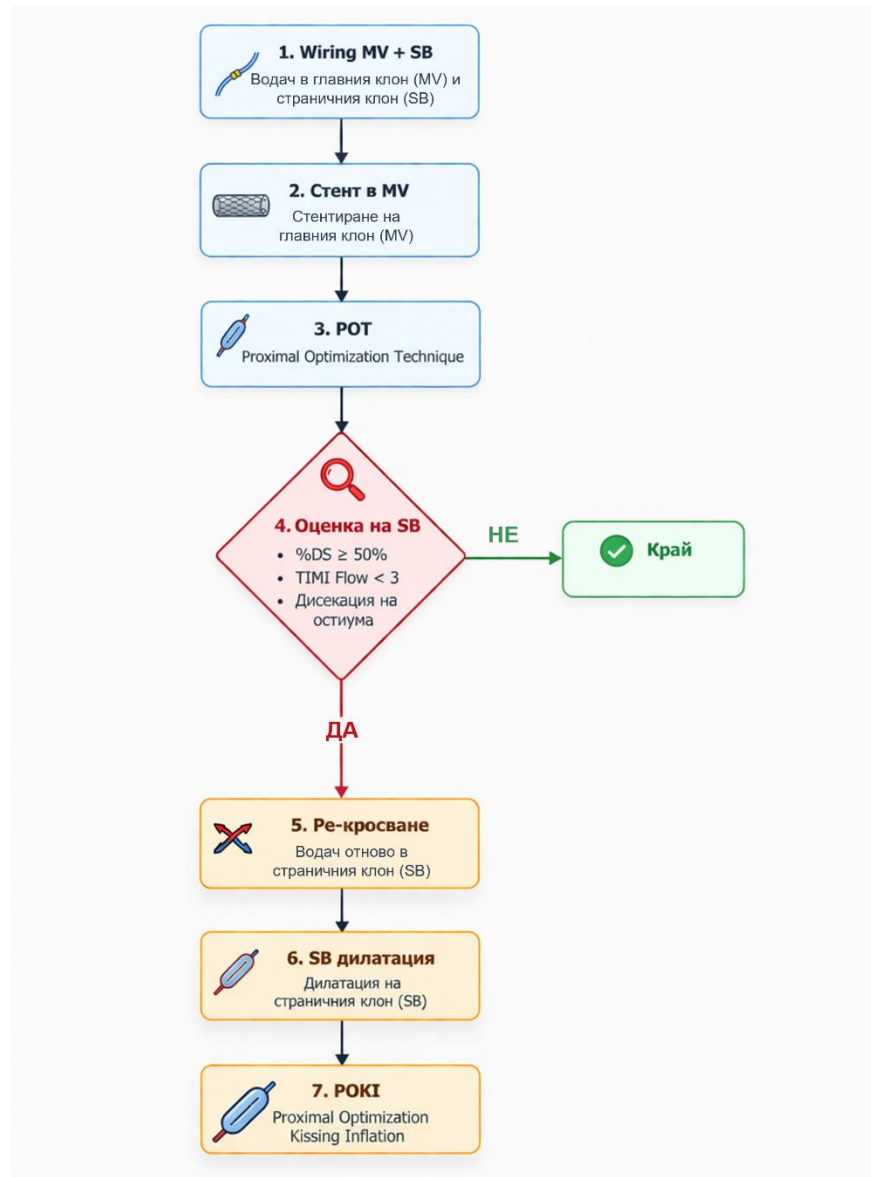 1. Wiring MV + SB
Водач в главния клон (MV) и
страничния клон (SB)
2. Стент в MV
Стентиране на
главния клон (MV)
3. POT
Proximal Optimization Technique
4. Оценка на SB
• %DS ≥ 50%
• TIMI Flow < 3
• Дисекация на
остиума
НЕ
Край
ДА
5. Ре-кросване
Водач отново в
страничния клон (SB)
6. SB дилатация
Дилатация на
страничния клон (SB)
7. POKI
Proximal Optimization
Kissing Inflation